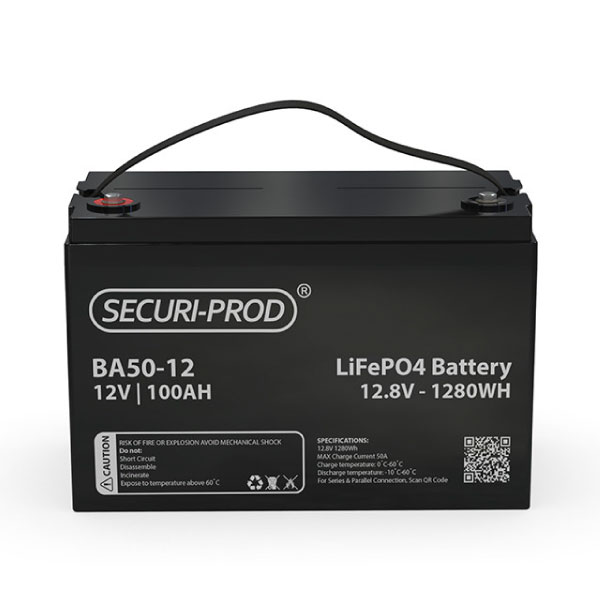 SECURI-PROD®
BA50-12
12V | 100AH
LiFePO4 Battery
12.8V - 1280WH
CAUTION
RISK OF FIRE OR EXPLOSION AVOID MECHANICAL SHOCK
Do not:
Short Circuit
Disassemble
Incinerate
Expose to temperature above 60°C
SPECIFICATIONS:
12.8V 1280Wh
MAX Charge Current 50A
Charge temperature: 0°C-60°C
Discharge temperature: -10°C-60°C
For Series & Parallel Connection, Scan QR Code